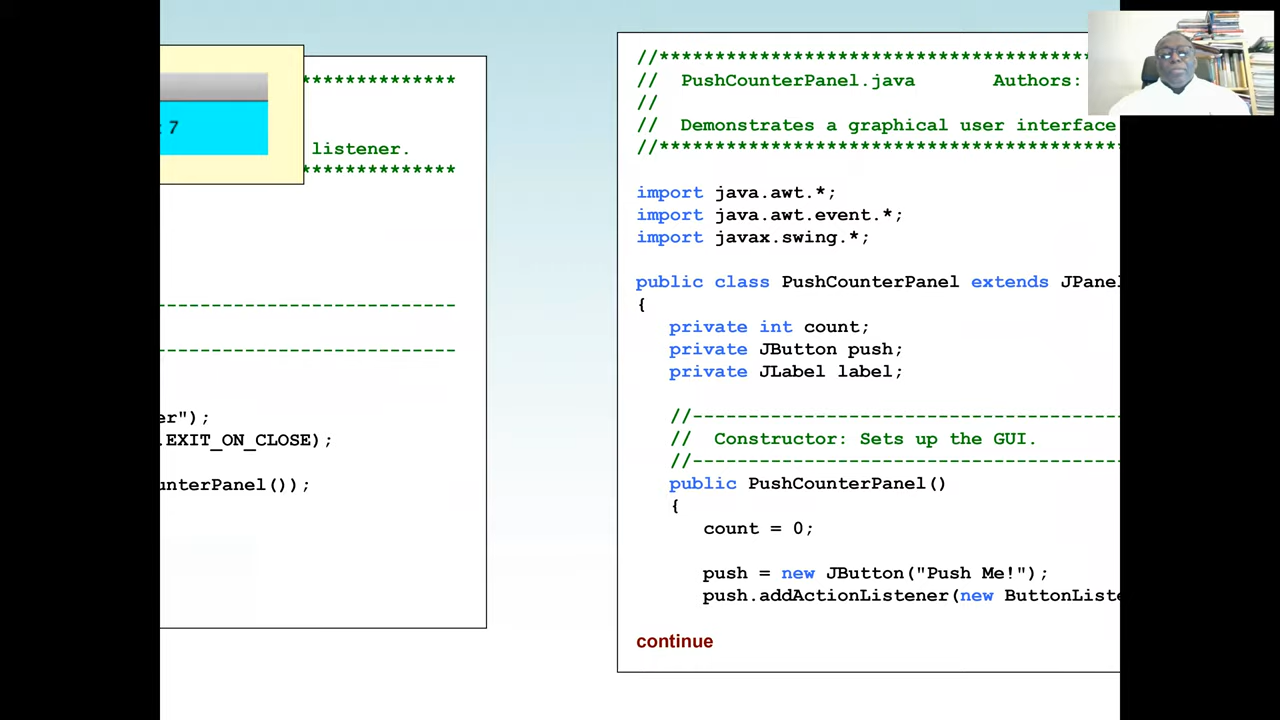 7
**************
listener.
**************
-----------------------------
-----------------------------
er");
.EXIT_ON_CLOSE);
unterPanel());
//*****************************************
// PushCounterPanel.java Authors:
//
// Demonstrates a graphical user interface
//*****************************************
import java.awt.*;
import java.awt.event.*;
import javax.swing.*;
public class PushCounterPanel extends JPanel
{
private int count;
private JButton push;
private JLabel label;
//--------------------------------------
// Constructor: Sets up the GUI.
//--------------------------------------
public PushCounterPanel()
{
count = 0;
push = new JButton("Push Me!");
push.addActionListener(new ButtonListe
continue